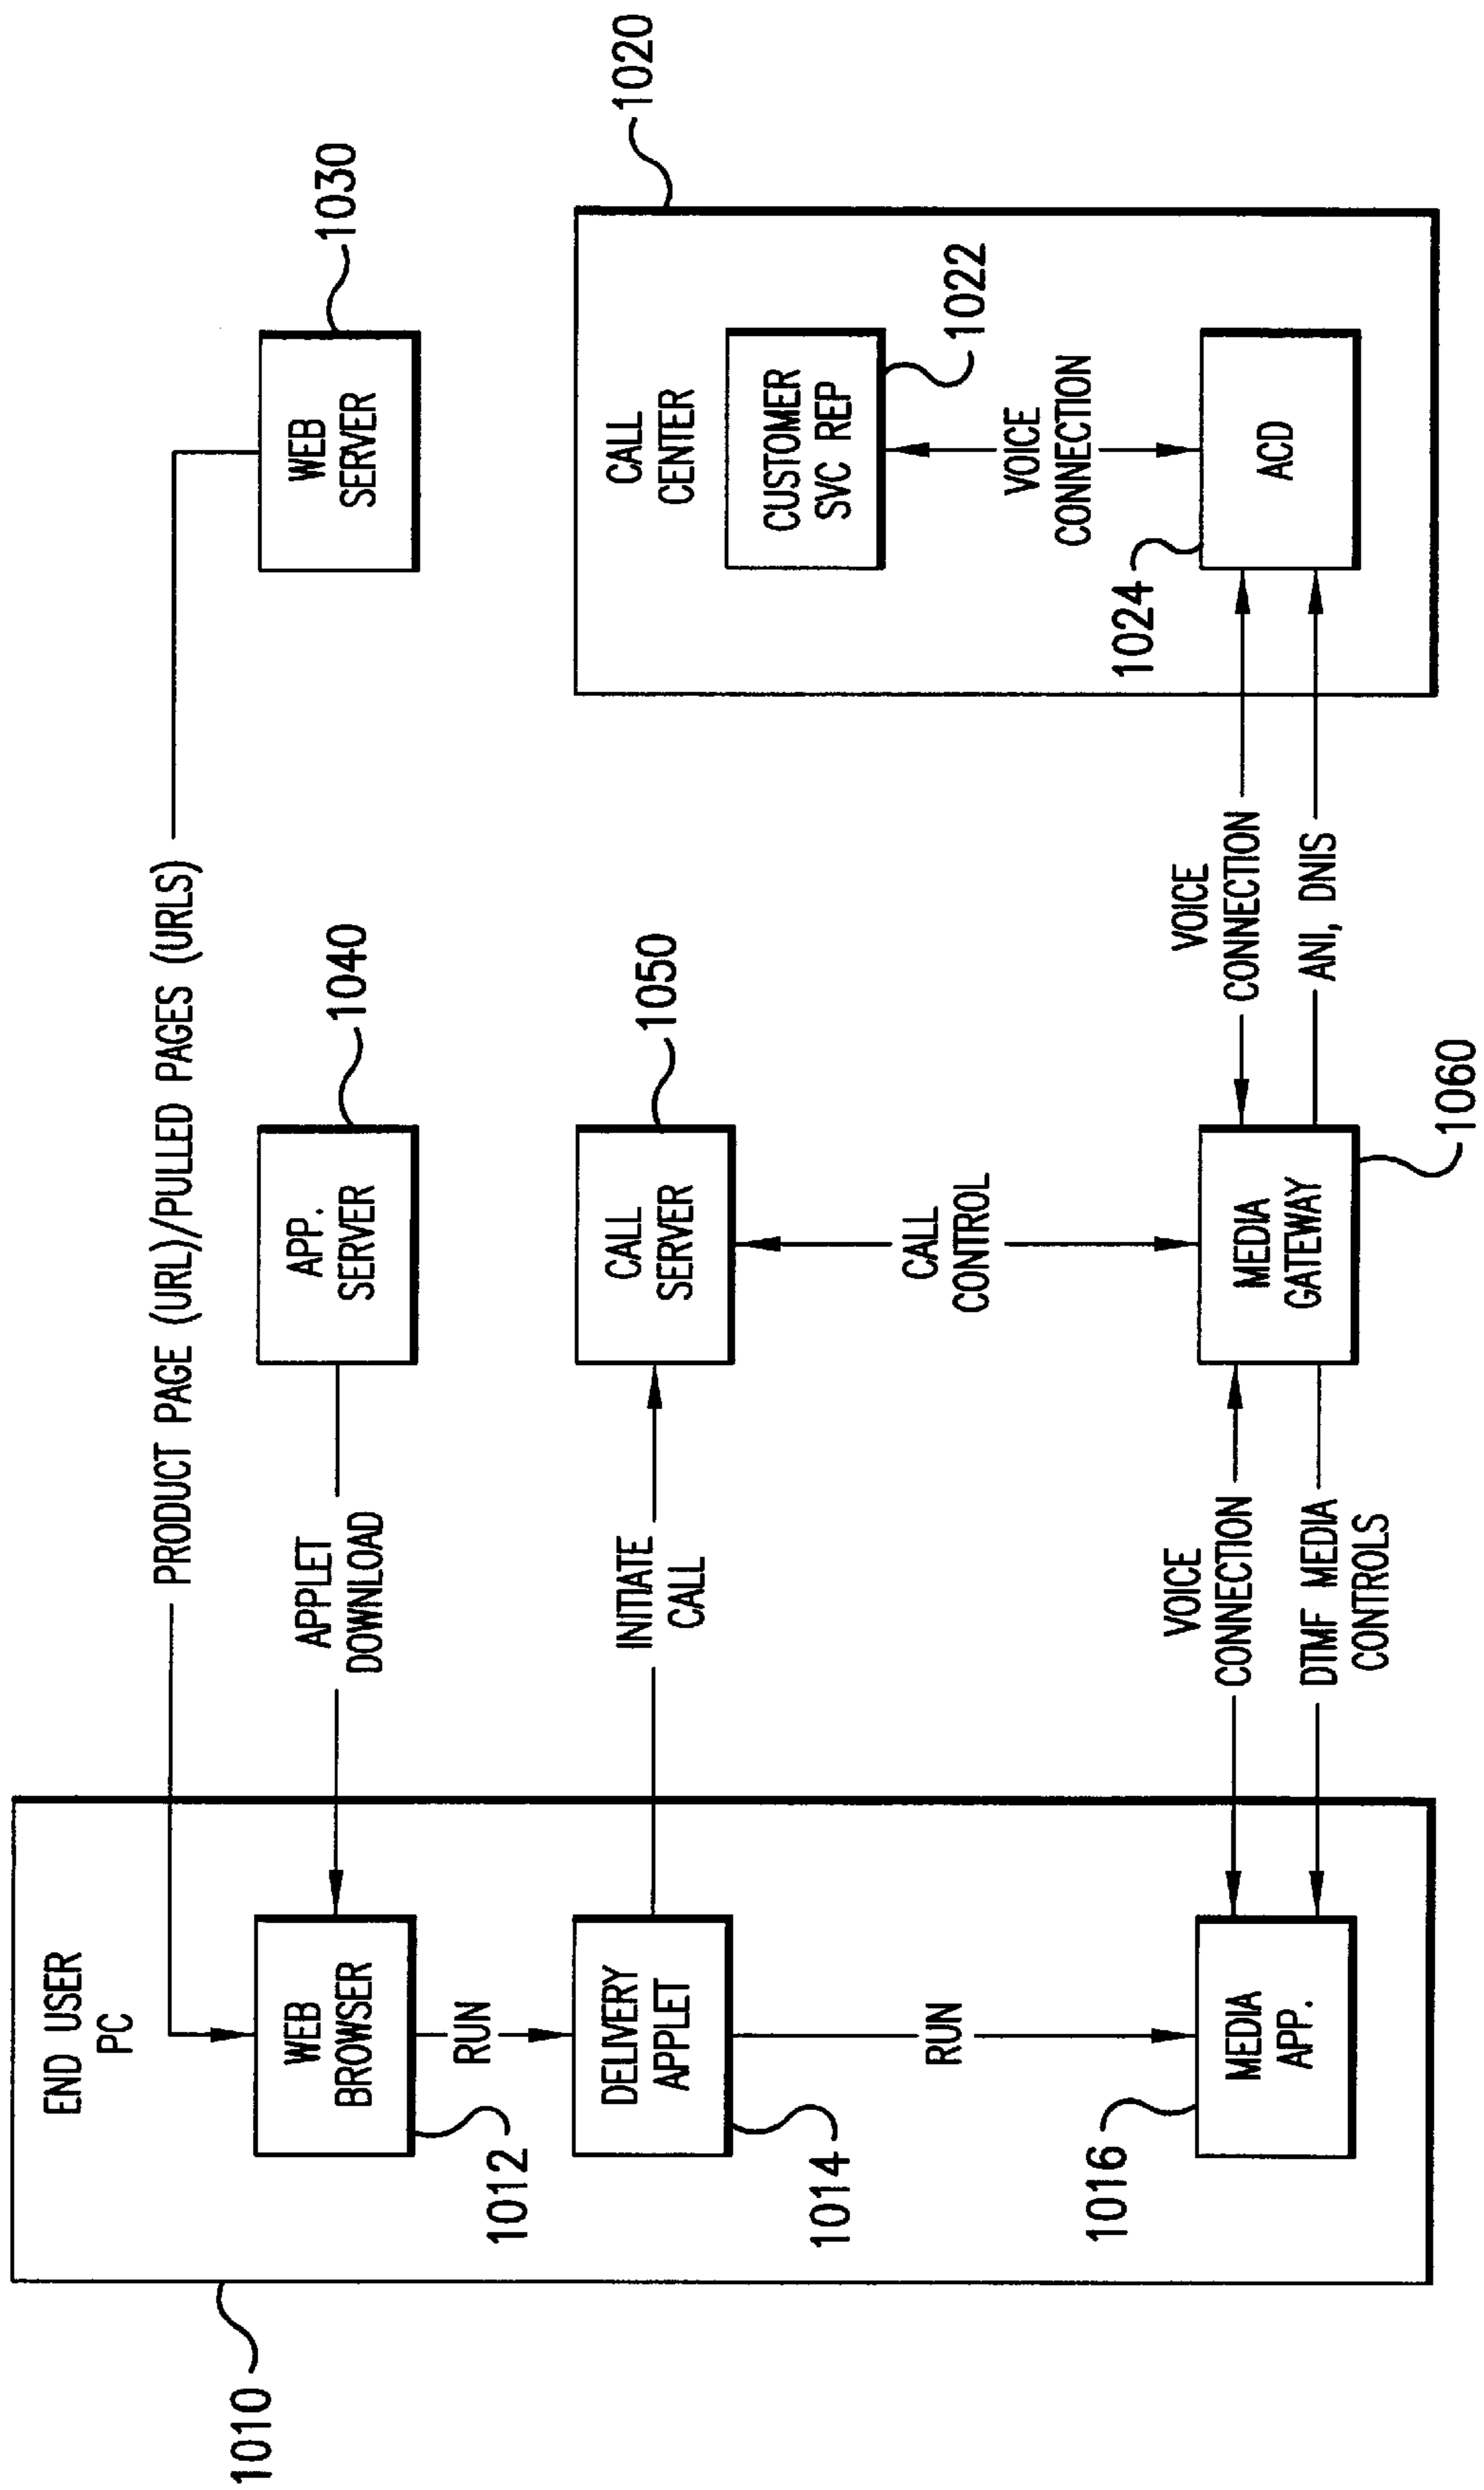 PRODUCT PAGE (URL)/PULLED PAGES (URLS)
1010
END USER
PC
WEB
BROWSER
1012
RUN
DELIVERY
APPLET
1014
RUN
MEDIA
APP.
1016
APPLET
DOWNLOAD
INITIATE
CALL
VOICE
CONNECTION
DTMF MEDIA
CONTROLS
APP.
SERVER
1040
CALL
SERVER
1050
CALL
CONTROL
MEDIA
GATEWAY
1060
VOICE
CONNECTION
ANI, DNIS
WEB
SERVER
1030
CALL
CENTER
1020
CUSTOMER
SVC REP
1022
VOICE
CONNECTION
1024
ACD